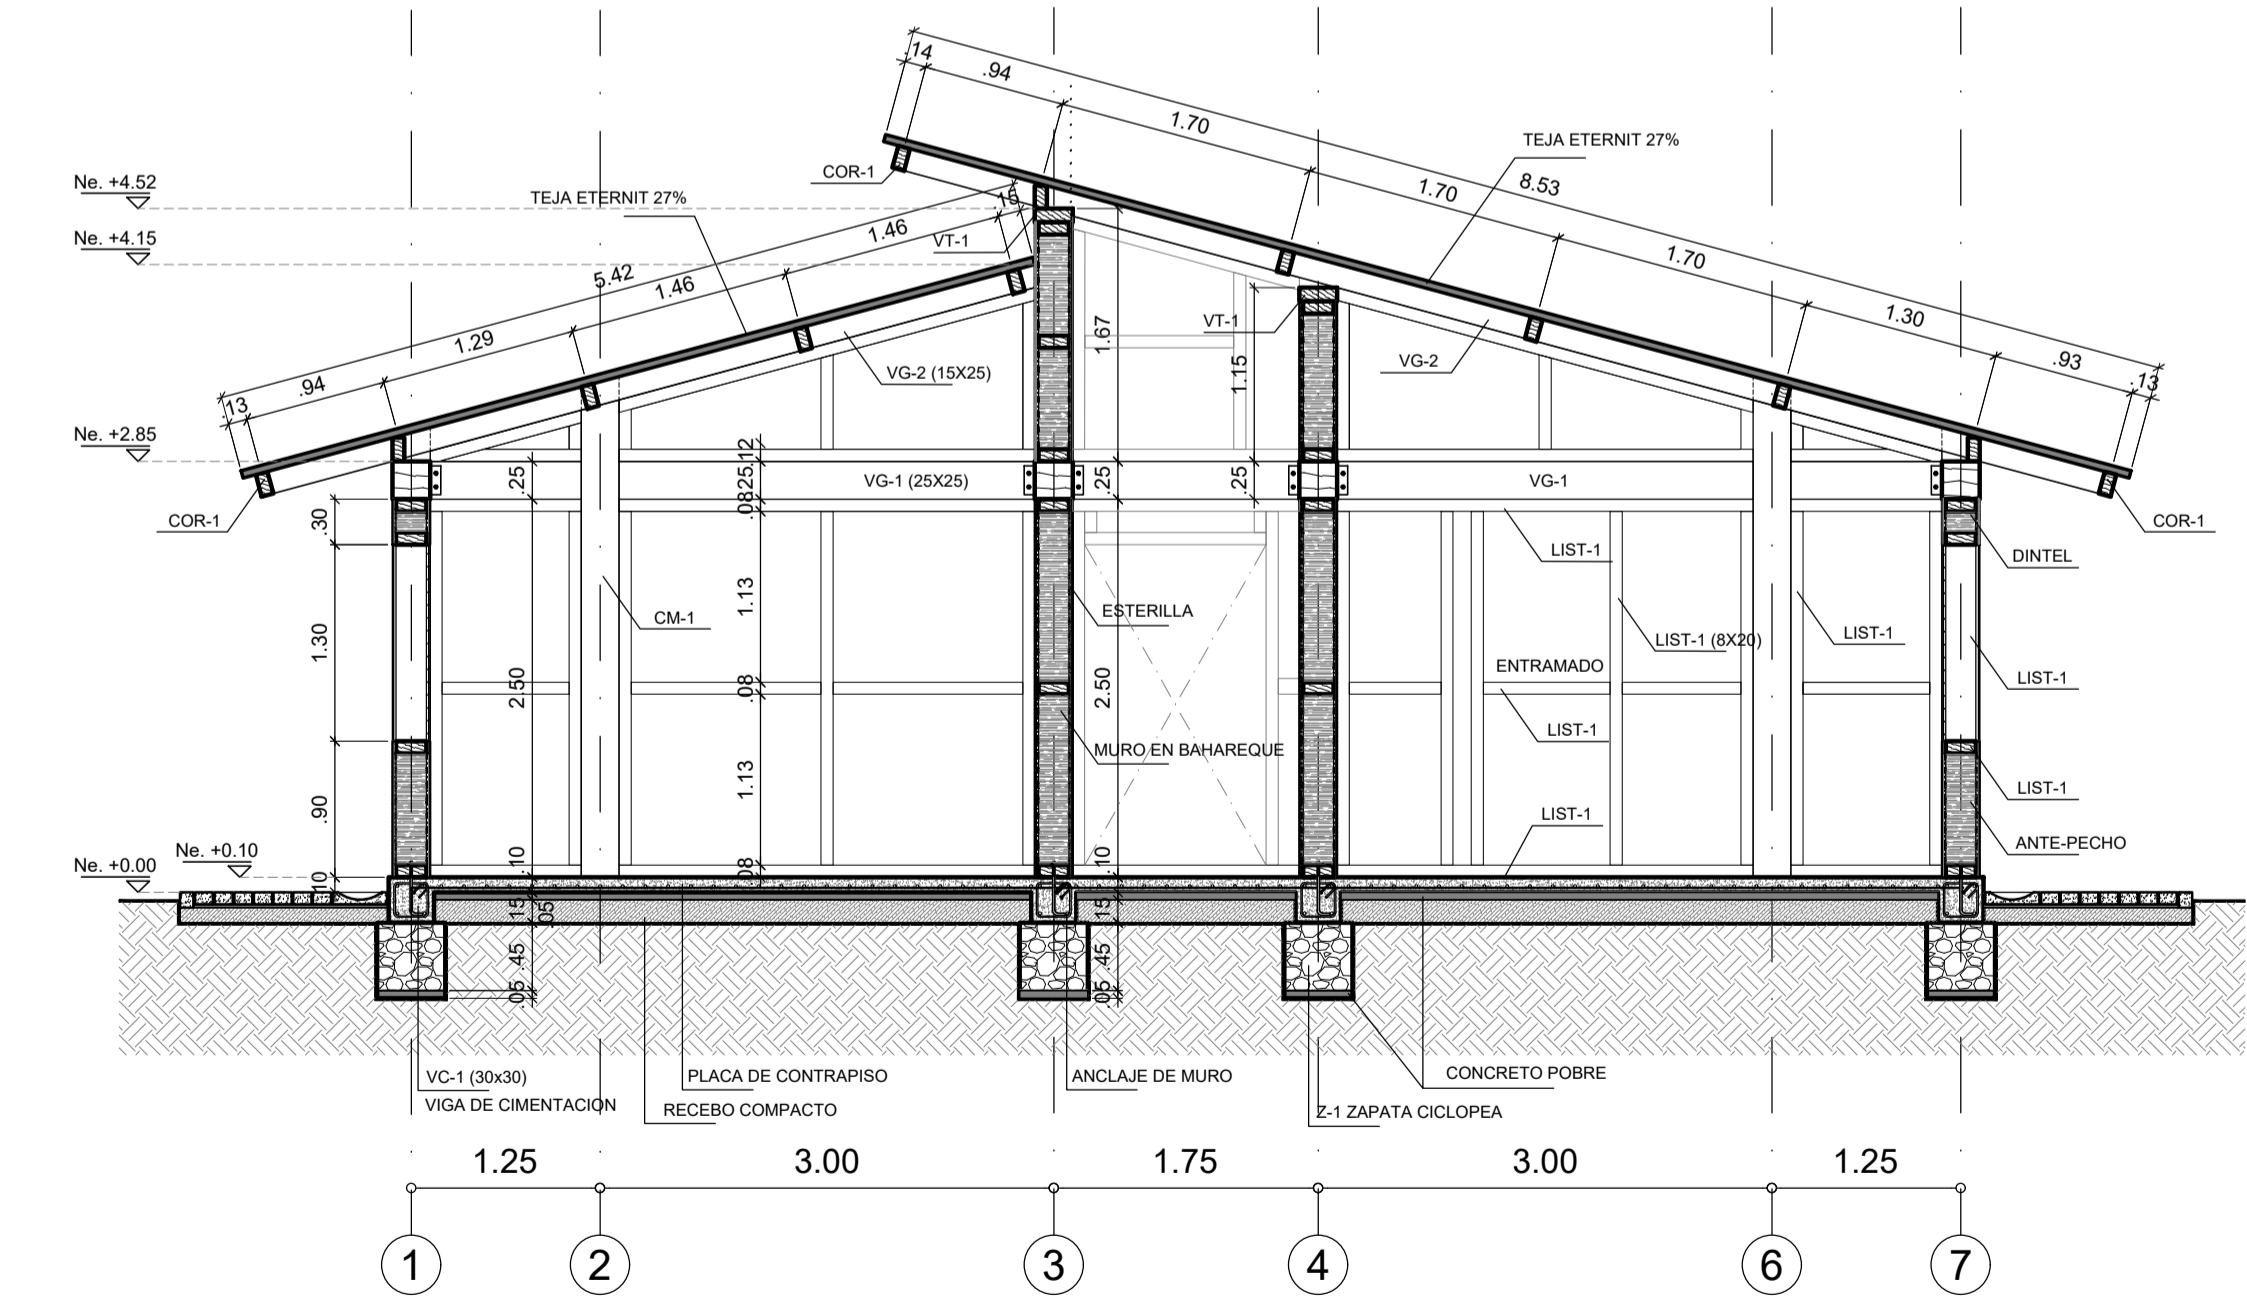 .14
.94
1.70
TEJA ETERNIT 27%
8.53
1.70
1.70
1.30
.93
.13
COR-1
Ne. +4.52
TEJA ETERNIT 27%
.15
1.46
VT-1
Ne. +4.15
5.42
1.46
1.29
.94
.13
VG-2 (15X25)
1.67
VT-1
1.15
VG-2
Ne. +2.85
.12
.25
.25
.08
.25
.25
VG-1 (25X25)
VG-1
COR-1
.30
COR-1
LIST-1
DINTEL
1.30
1.13
CM-1
ESTERILLA
LIST-1 (8X20)
LIST-1
ENTRAMADO
2.50
.08
2.50
LIST-1
LIST-1
MURO EN BAHAREQUE
1.13
.90
LIST-1
LIST-1
ANTE-PECHO
Ne. +0.00
Ne. +0.10
.10
.10
.08
.10
.15
.05
.15
.45
.45
.05
.05
VC-1 (30x30)
VIGA DE CIMENTACION
PLACA DE CONTRAPISO
RECEBO COMPACTO
ANCLAJE DE MURO
CONCRETO POBRE
Z-1 ZAPATA CICLOPEA
1.25
3.00
1.75
3.00
1.25
1
2
3
4
6
7